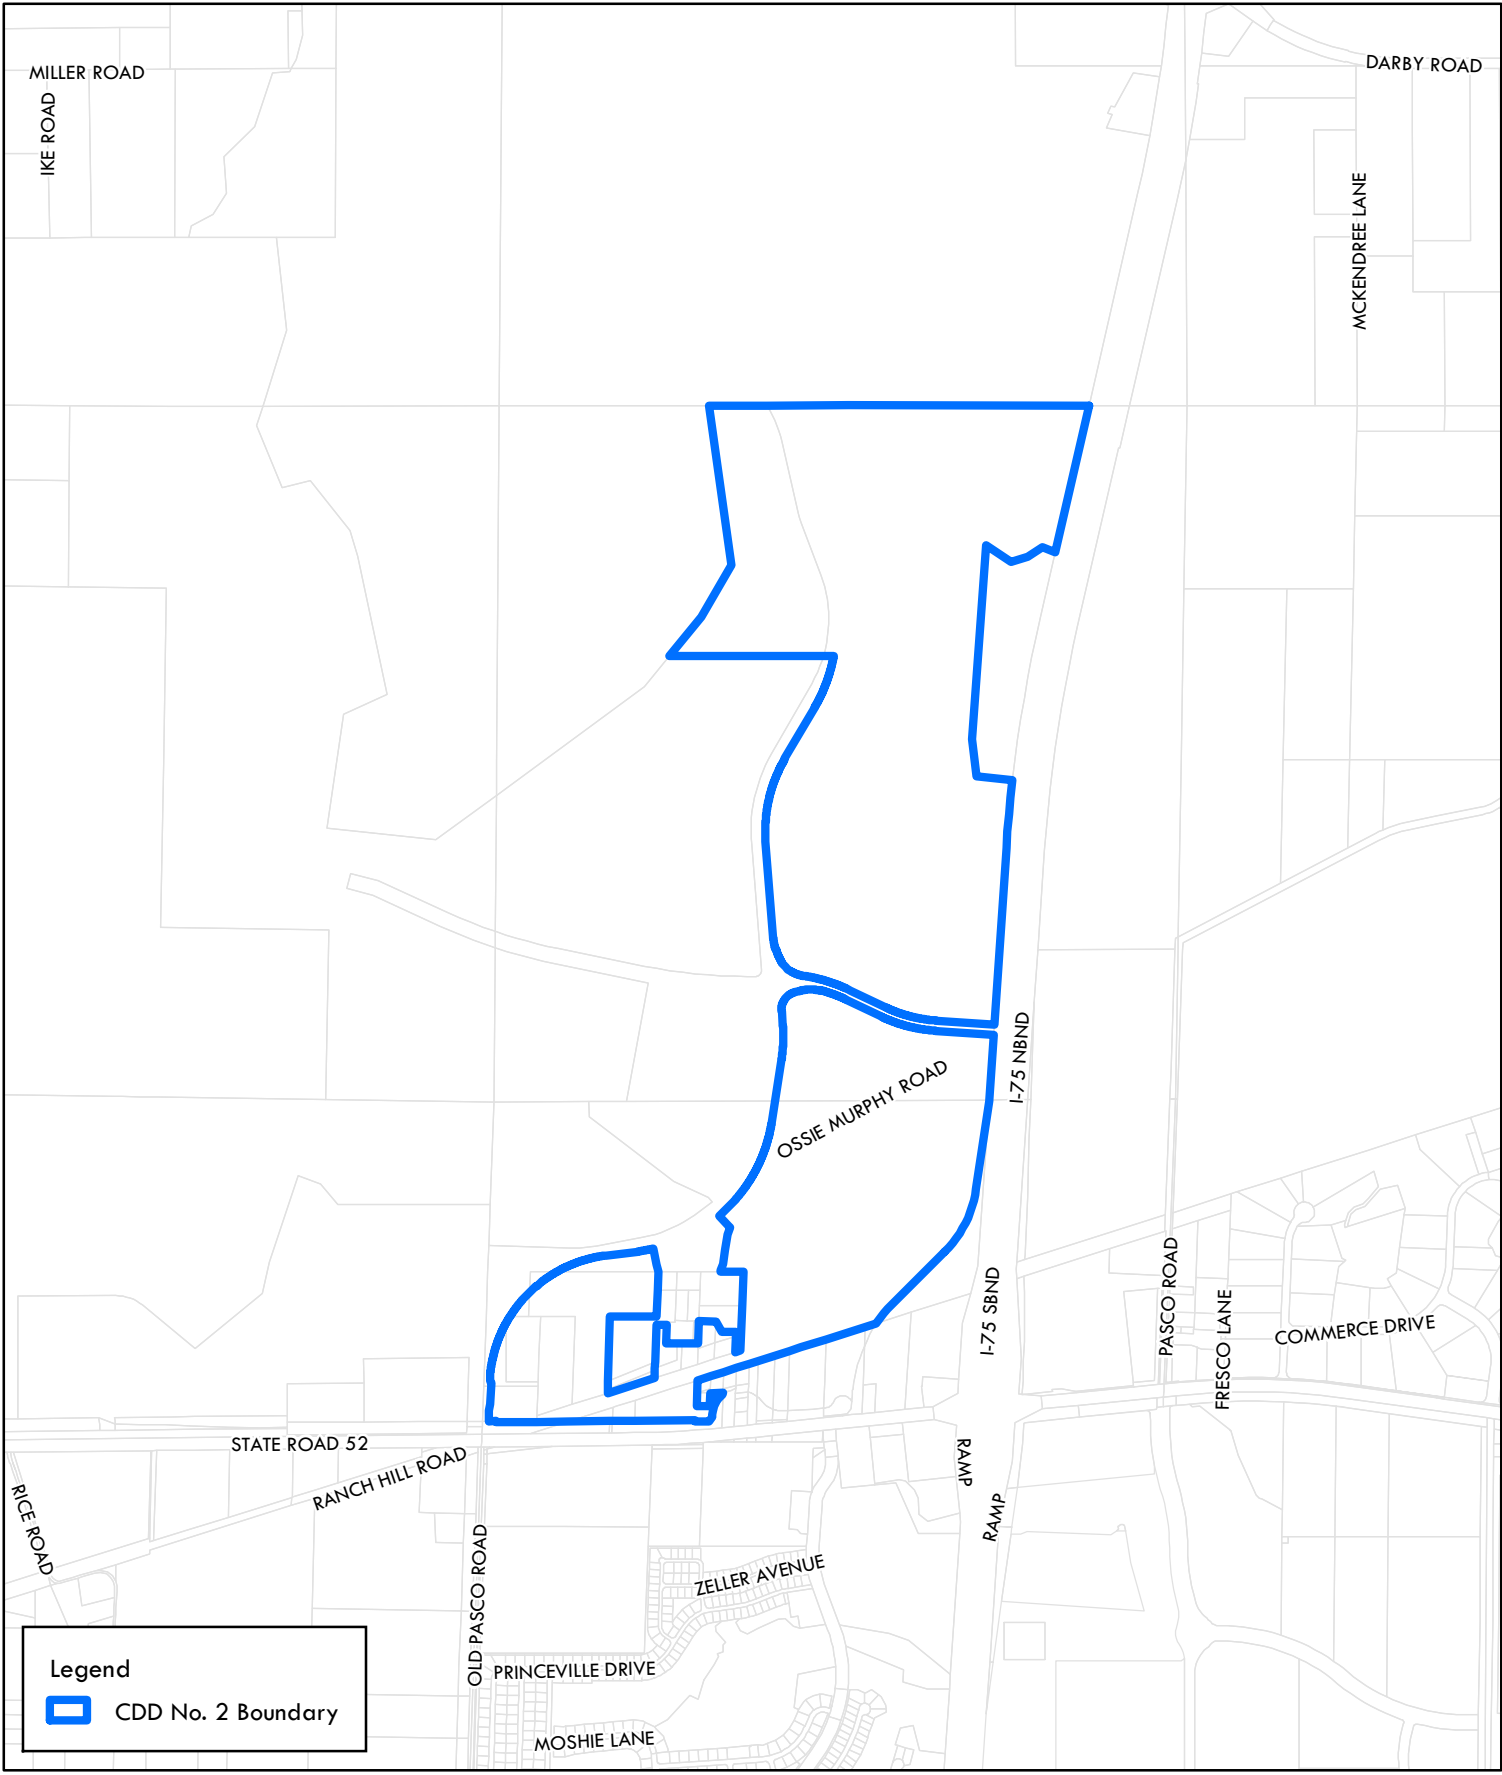 MILLER ROAD
DARBY ROAD
IKE ROAD
MCKENDREE LANE
I-75 NBND
OSSIE MURPHY ROAD
PASCO ROAD
I-75 SBND
FRESCO LANE
COMMERCE DRIVE
STATE ROAD 52
RANCH HILL ROAD
RAMP
RAMP
RICE ROAD
OLD PASCO ROAD
ZELLER AVENUE
PRINCEVILLE DRIVE
MOSHIE LANE
Legend
CDD No. 2 Boundary